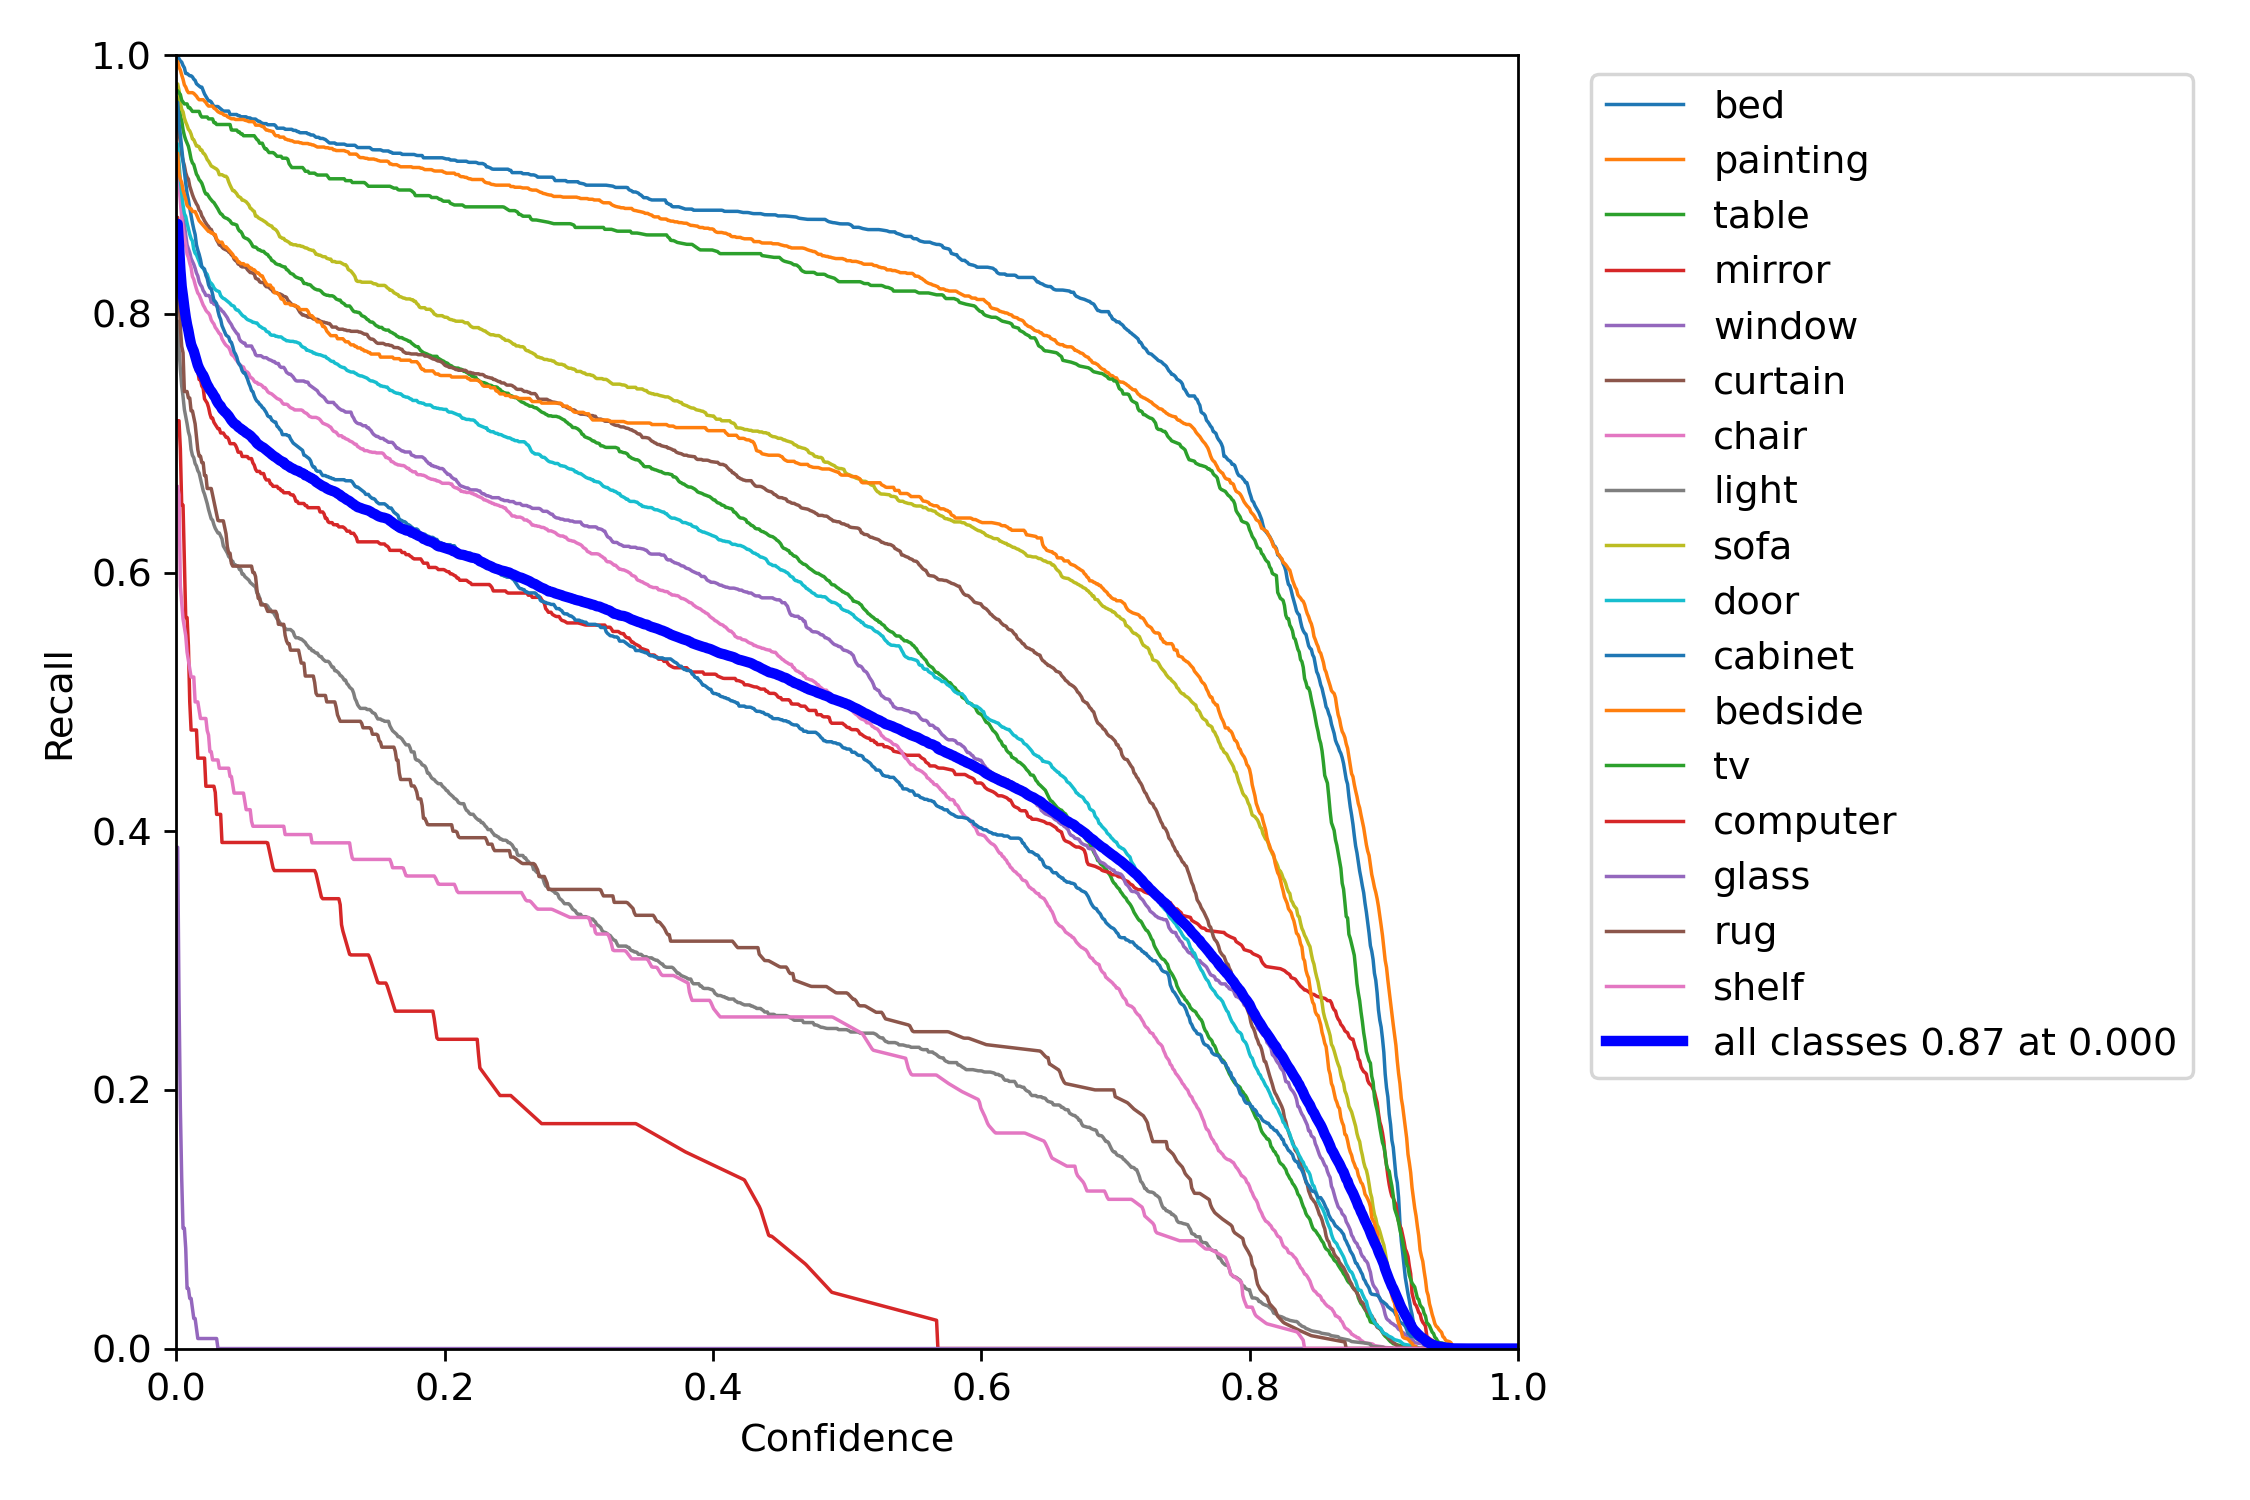 1.0
0.8
0.6
0.4
0.2
0.0
Recall
0.0 0.2 0.4 0.6 0.8 1.0
Confidence
bed
painting
table
mirror
window
curtain
chair
light
sofa
door
cabinet
bedside
tv
computer
glass
rug
shelf
all classes 0.87 at 0.000